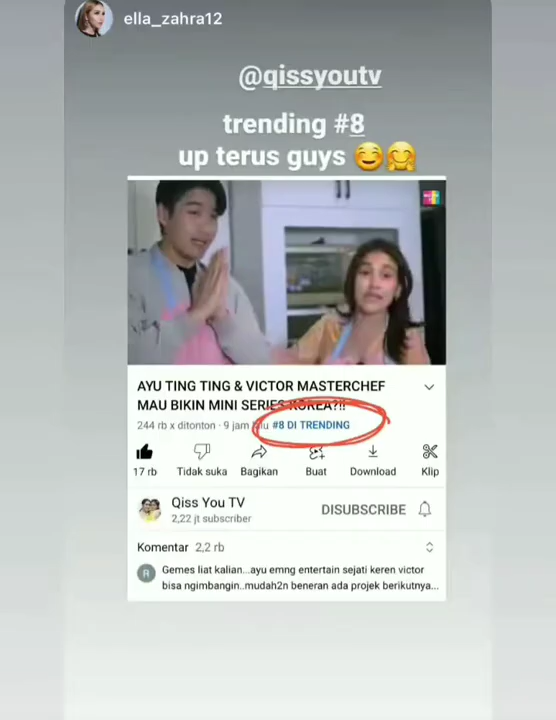 ella_zahra12
@qissyoutv
trending #8
up terus guys
AYU TING TING & VICTOR MASTERCHEF
MAU BIKIN MINI SERIES KOREA?!!
244 rb x ditonton · 9 jam lalu #8 DI TRENDING
17 rb Tidak suka Bagikan Buat Download Klip
Qiss You TV
2,22 jt subscriber
DISUBSCRIBE
Komentar 2,2 rb
R
Gemes liat kalian...ayu emng entertain sejati keren victor
bisa ngimbangin..mudah2n beneran ada projek berikutnya...